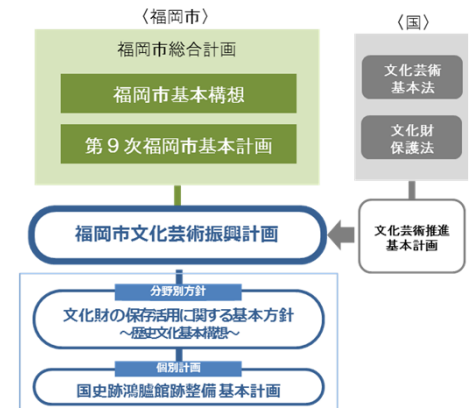 〈福岡市〉
福岡市総合計画
福岡市基本構想
第９次福岡市基本計画
〈国〉
文化芸術
基本法
文化財
保護法
福岡市文化芸術振興計画
文化芸術推進
基本計画
分野別方針
文化財の保存活用に関する基本方針
～歴史文化基本構想～
個別計画
国史跡鴻臚館跡整備基本計画